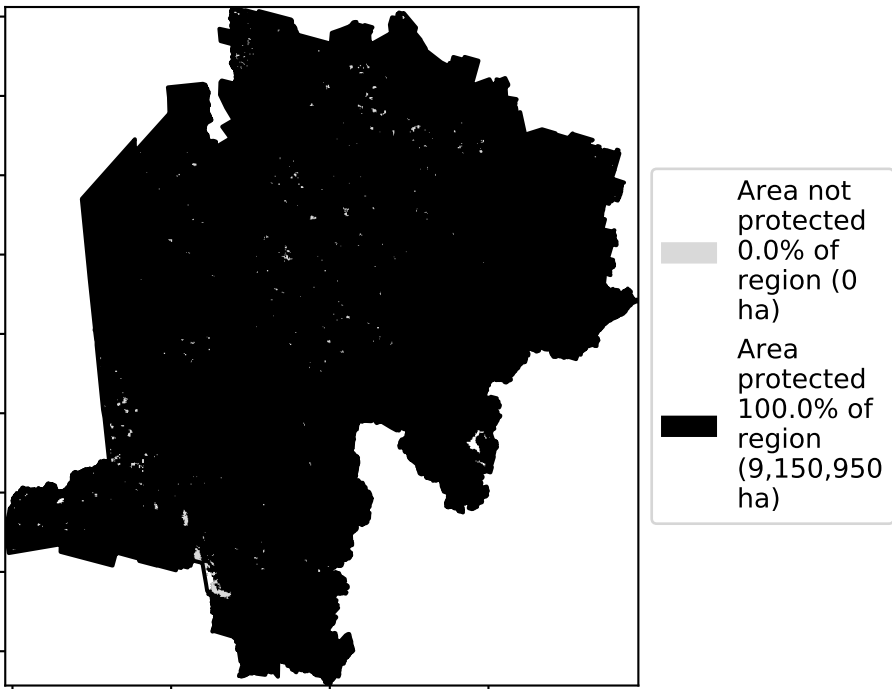 Area not
protected
0.0% of
region (0
ha)
Area
protected
100.0% of
region
(9,150,950
ha)